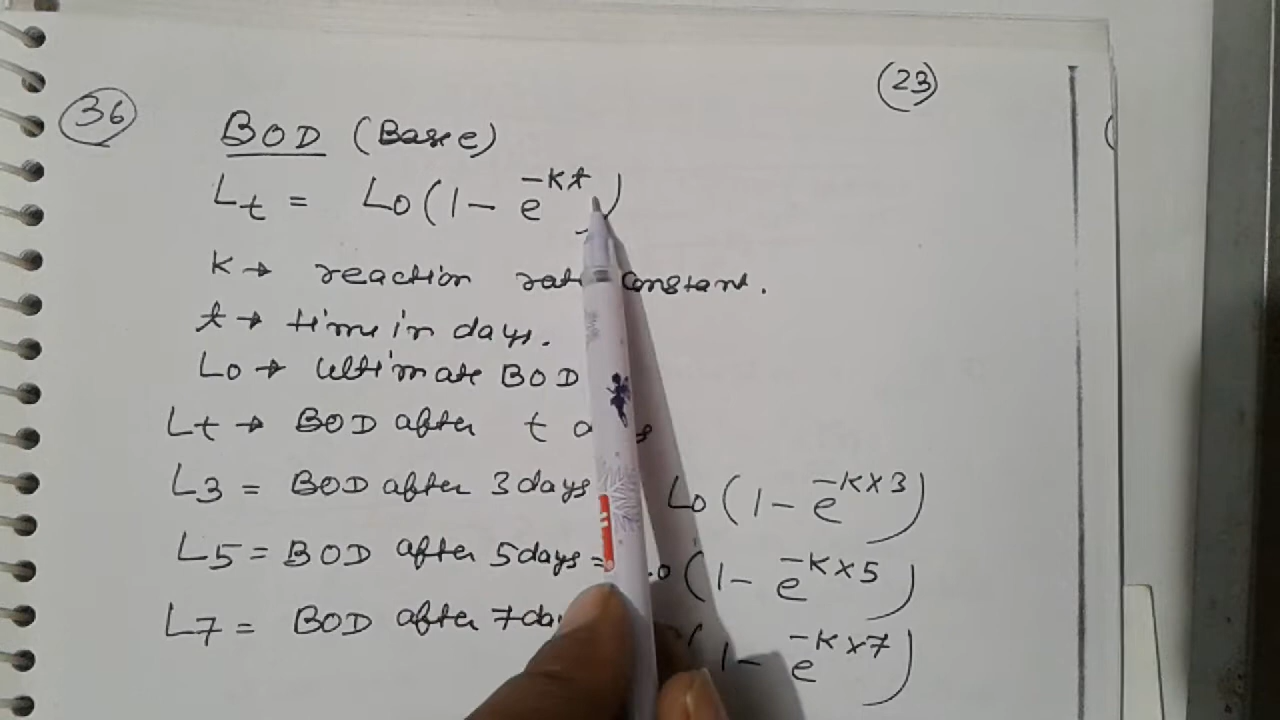 36
23
BOD (Base e)
Lt = Lo(1 - e^-Kt)
K → reaction constant.
t → time in days.
Lo → Ultimate BOD
Lt → BOD after t
L3 = BOD after 3 days Lo(1 - e^-K×3)
L5 = BOD after 5 days = (1 - e^-K×5)
L7 = BOD after 7 (1 - e^-K×7)